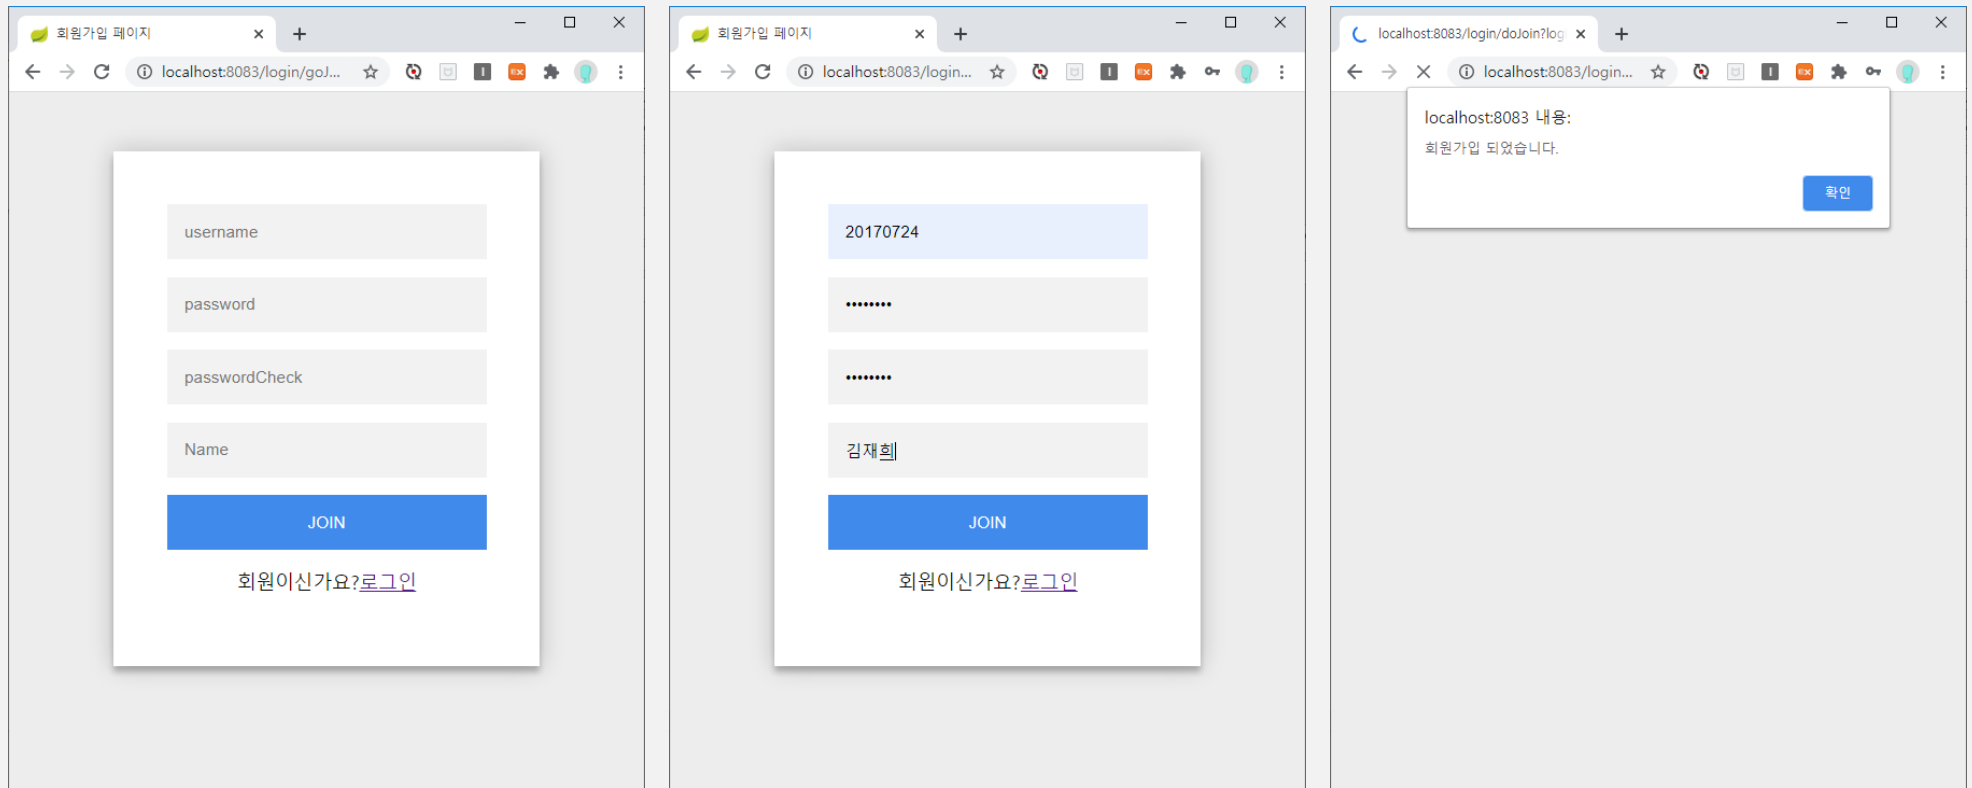 회원가입 페이지
localhost:8083/login/goJ...
username
password
passwordCheck
Name
JOIN
회원이신가요?로그인
회원가입 페이지
localhost:8083/login...
20170724
••••••••
••••••••
김재희
JOIN
회원이신가요?로그인
localhost:8083/login/doJoin?log
localhost:8083/login...
localhost:8083 내용:
회원가입 되었습니다.
확인